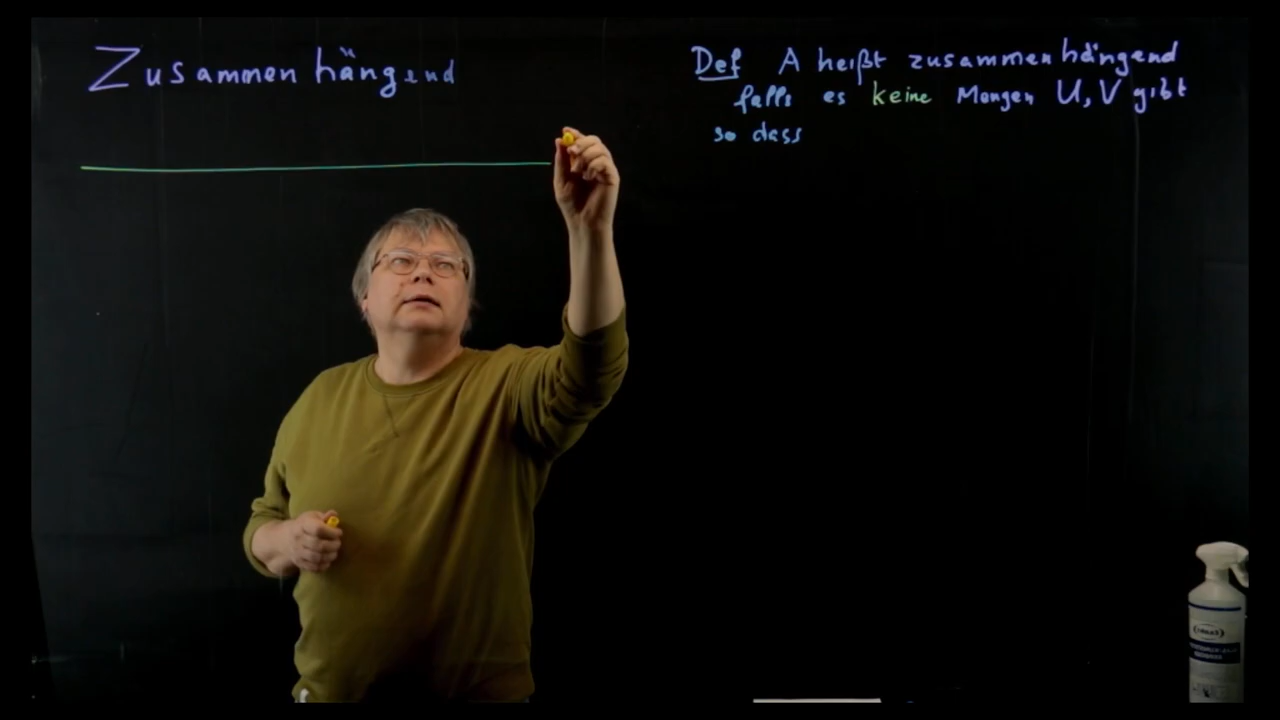 Zusammenhängend
Def A heißt zusammenhängend
falls es keine Mengen U, V gibt
so dass